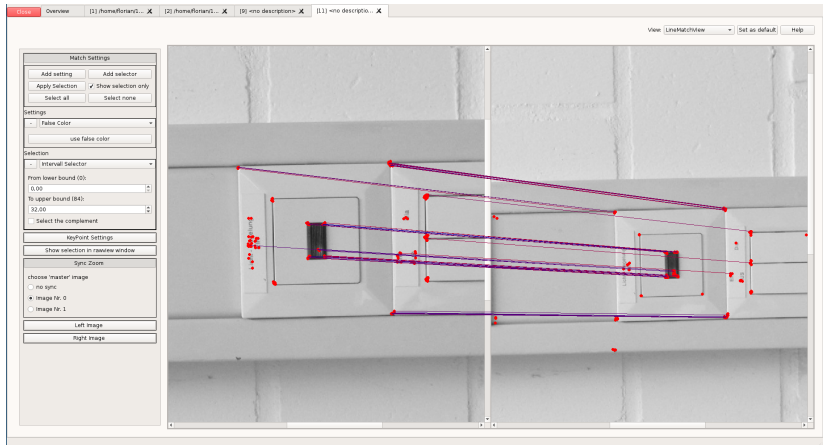 Close Overview [1] /home/florian/1... X [2] /home/florian/1... X [9] <no description> X [11] <no descriptio... X
View: LineMatchView Set as default Help
Match Settings
Add setting Add selector
Apply Selection Show selection only
Select all Select none
Settings
- False Color
use false color
Selection
- Intervall Selector
From lower bound (0):
0,00
To upper bound (84):
32,00
Select the complement
KeyPoint Settings
Show selection in rawview window
Sync Zoom
choose 'master' image
no sync
Image Nr. 0
Image Nr. 1
Left Image
Right Image